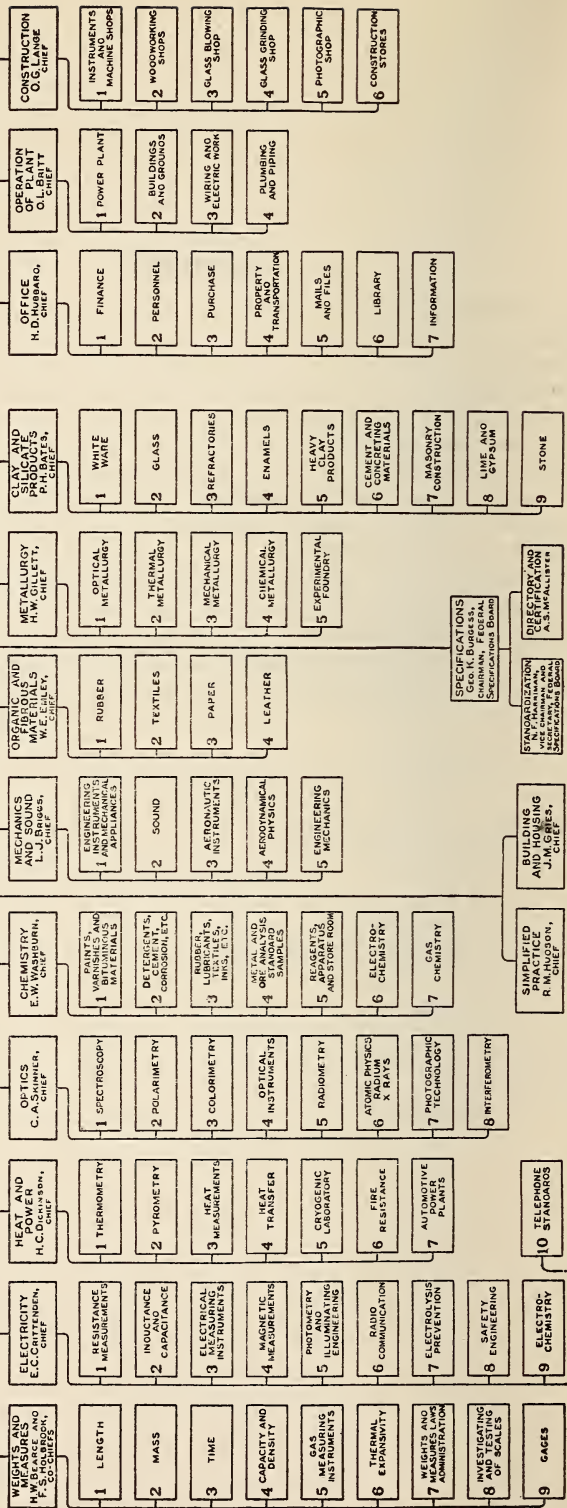 WEIGHTS AND
MEASURES
H.W. BEARCE AND
F.S. HOLBROOK,
CO-CHIEFS
1 LENGTH
2 MASS
3 TIME
4 CAPACITY AND
DENSITY
5 GAS
MEASURING
INSTRUMENTS
6 THERMAL
EXPANSIVITY
7 WEIGHTS AND
MEASURES LAWS
ADMINISTRATION
8 INVESTIGATING
AND TESTING
OF SCALES
9 GAGES
ELECTRICITY
E.C. CRITTENDEN,
CHIEF
1 RESISTANCE
MEASUREMENTS
2 INDUCTANCE
AND
CAPACITANCE
3 ELECTRICAL
MEASURING
INSTRUMENTS
4 MAGNETIC
MEASUREMENTS
5 PHOTOMETRY
AND
ILLUMINATING
ENGINEERING
6 RADIO
COMMUNICATION
7 ELECTROLYSIS
PREVENTION
8 SAFETY
ENGINEERING
9 ELECTRO-
CHEMISTRY
10 TELEPHONE
STANDARDS
HEAT AND
POWER
H.C. DICKINSON,
CHIEF
1 THERMOMETRY
2 PYROMETRY
3 HEAT
MEASUREMENTS
4 HEAT
TRANSFER
5 CRYOGENIC
LABORATORY
6 FIRE
RESISTANCE
7 AUTOMOTIVE
POWER
PLANTS
OPTICS
C.A. SKINNER,
CHIEF
1 SPECTROSCOPY
2 POLARIMETRY
3 COLORIMETRY
4 OPTICAL
INSTRUMENTS
5 RADIOMETRY
6 ATOMIC PHYSICS
RADIUM
X RAYS
7 PHOTOGRAPHIC
TECHNOLOGY
8 INTERFEROMETRY
CHEMISTRY
E.W. WASHBURN,
CHIEF
1 PAINTS,
VARNISHES AND
BITUMINOUS
MATERIALS
2 DETERGENTS,
CEMENT,
CORROSION, ETC.
3 RUBBER,
LUBRICANTS,
TEXTILES,
INKS, ETC.
4 METAL AND
ORE ANALYSIS
STANDARD
SAMPLES
5 REAGENTS,
APPARATUS
AND STORE ROOM
6 ELECTRO-
CHEMISTRY
7 GAS
CHEMISTRY
MECHANICS
AND SOUND
L.J. BRIGGS,
CHIEF
1 ENGINEERING
INSTRUMENTS
AND MECHANICAL
APPLIANCES
2 SOUND
3 AERONAUTIC
INSTRUMENTS
4 AERODYNAMICAL
PHYSICS
5 ENGINEERING
MECHANICS
ORGANIC AND
FIBROUS
MATERIALS
W.E. EMLEY,
CHIEF
1 RUBBER
2 TEXTILES
3 PAPER
4 LEATHER
METALLURGY
H.W. GILLETT,
CHIEF
1 OPTICAL
METALLURGY
2 THERMAL
METALLURGY
3 MECHANICAL
METALLURGY
4 CHEMICAL
METALLURGY
5 EXPERIMENTAL
FOUNDRY
CLAY AND
SILICATE
PRODUCTS
P.H. BATES,
CHIEF
1 WHITE
WARE
2 GLASS
3 REFRACTORIES
4 ENAMELS
5 HEAVY
CLAY
PRODUCTS
6 CEMENT AND
CONCRETING
MATERIALS
7 MASONRY
CONSTRUCTION
8 LIME AND
GYPSUM
9 STONE
OFFICE
H.D. HUBBARD,
CHIEF
1 FINANCE
2 PERSONNEL
3 PURCHASE
4 PROPERTY
AND
TRANSPORTATION
5 MAILS
AND FILES
6 LIBRARY
7 INFORMATION
OPERATION
OF PLANT
O.L. BRITT
CHIEF
1 POWER PLANT
2 BUILDINGS
AND GROUNDS
3 WIRING AND
ELECTRIC WORK
4 PLUMBING
AND PIPING
CONSTRUCTION
O.G. LANGE
CHIEF
1 INSTRUMENTS
AND
MACHINE SHOPS
2 WOODWORKING
SHOPS
3 GLASS BLOWING
SHOP
4 GLASS GRINDING
SHOP
5 PHOTOGRAPHIC
SHOP
6 CONSTRUCTION
STORES
SIMPLIFIED
PRACTICE
R.M. HUDSON,
CHIEF
BUILDING
AND HOUSING
J.M. GRIES,
CHIEF
SPECIFICATIONS
GEO. K. BURGESS,
CHAIRMAN, FEDERAL
SPECIFICATIONS BOARD
STANDARDIZATION
N.F. HARRIMAN,
VICE CHAIRMAN AND
SECRETARY, FEDERAL
SPECIFICATIONS BOARD
DIRECTORY AND
CERTIFICATION
A.S. MCALLISTER